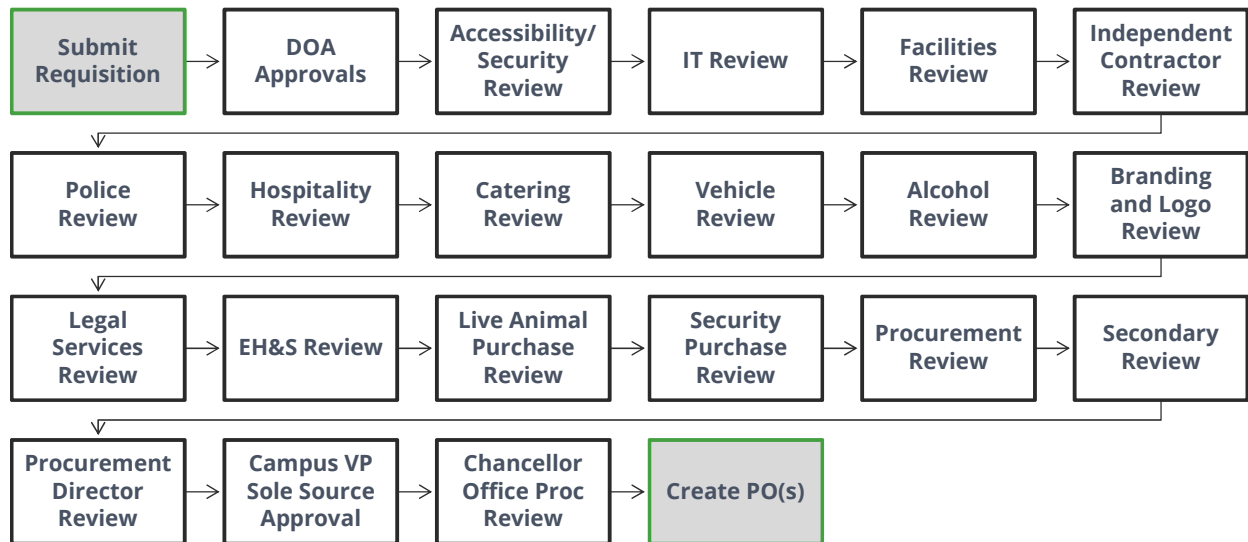 Submit
Requisition
DOA
Approvals
Accessibility/
Security
Review
IT Review
Facilities
Review
Independent
Contractor
Review
Police
Review
Hospitality
Review
Catering
Review
Vehicle
Review
Alcohol
Review
Branding
and Logo
Review
Legal
Services
Review
EH&S Review
Live Animal
Purchase
Review
Security
Purchase
Review
Procurement
Review
Secondary
Review
Procurement
Director
Review
Campus VP
Sole Source
Approval
Chancellor
Office Proc
Review
Create PO(s)